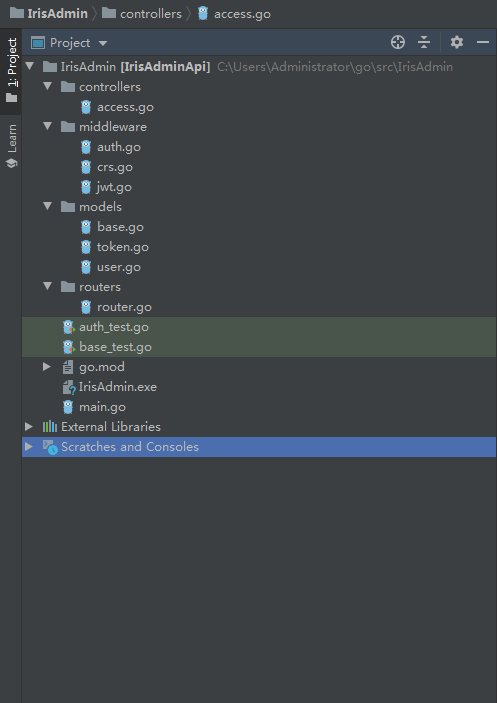 IrisAdmin controllers access.go
Project
1: Project
Learn
IrisAdmin [IrisAdminApi] C:\Users\Administrator\go\src\IrisAdmin
controllers
access.go
middleware
auth.go
crs.go
jwt.go
models
base.go
token.go
user.go
routers
router.go
auth_test.go
base_test.go
go.mod
IrisAdmin.exe
main.go
External Libraries
Scratches and Consoles